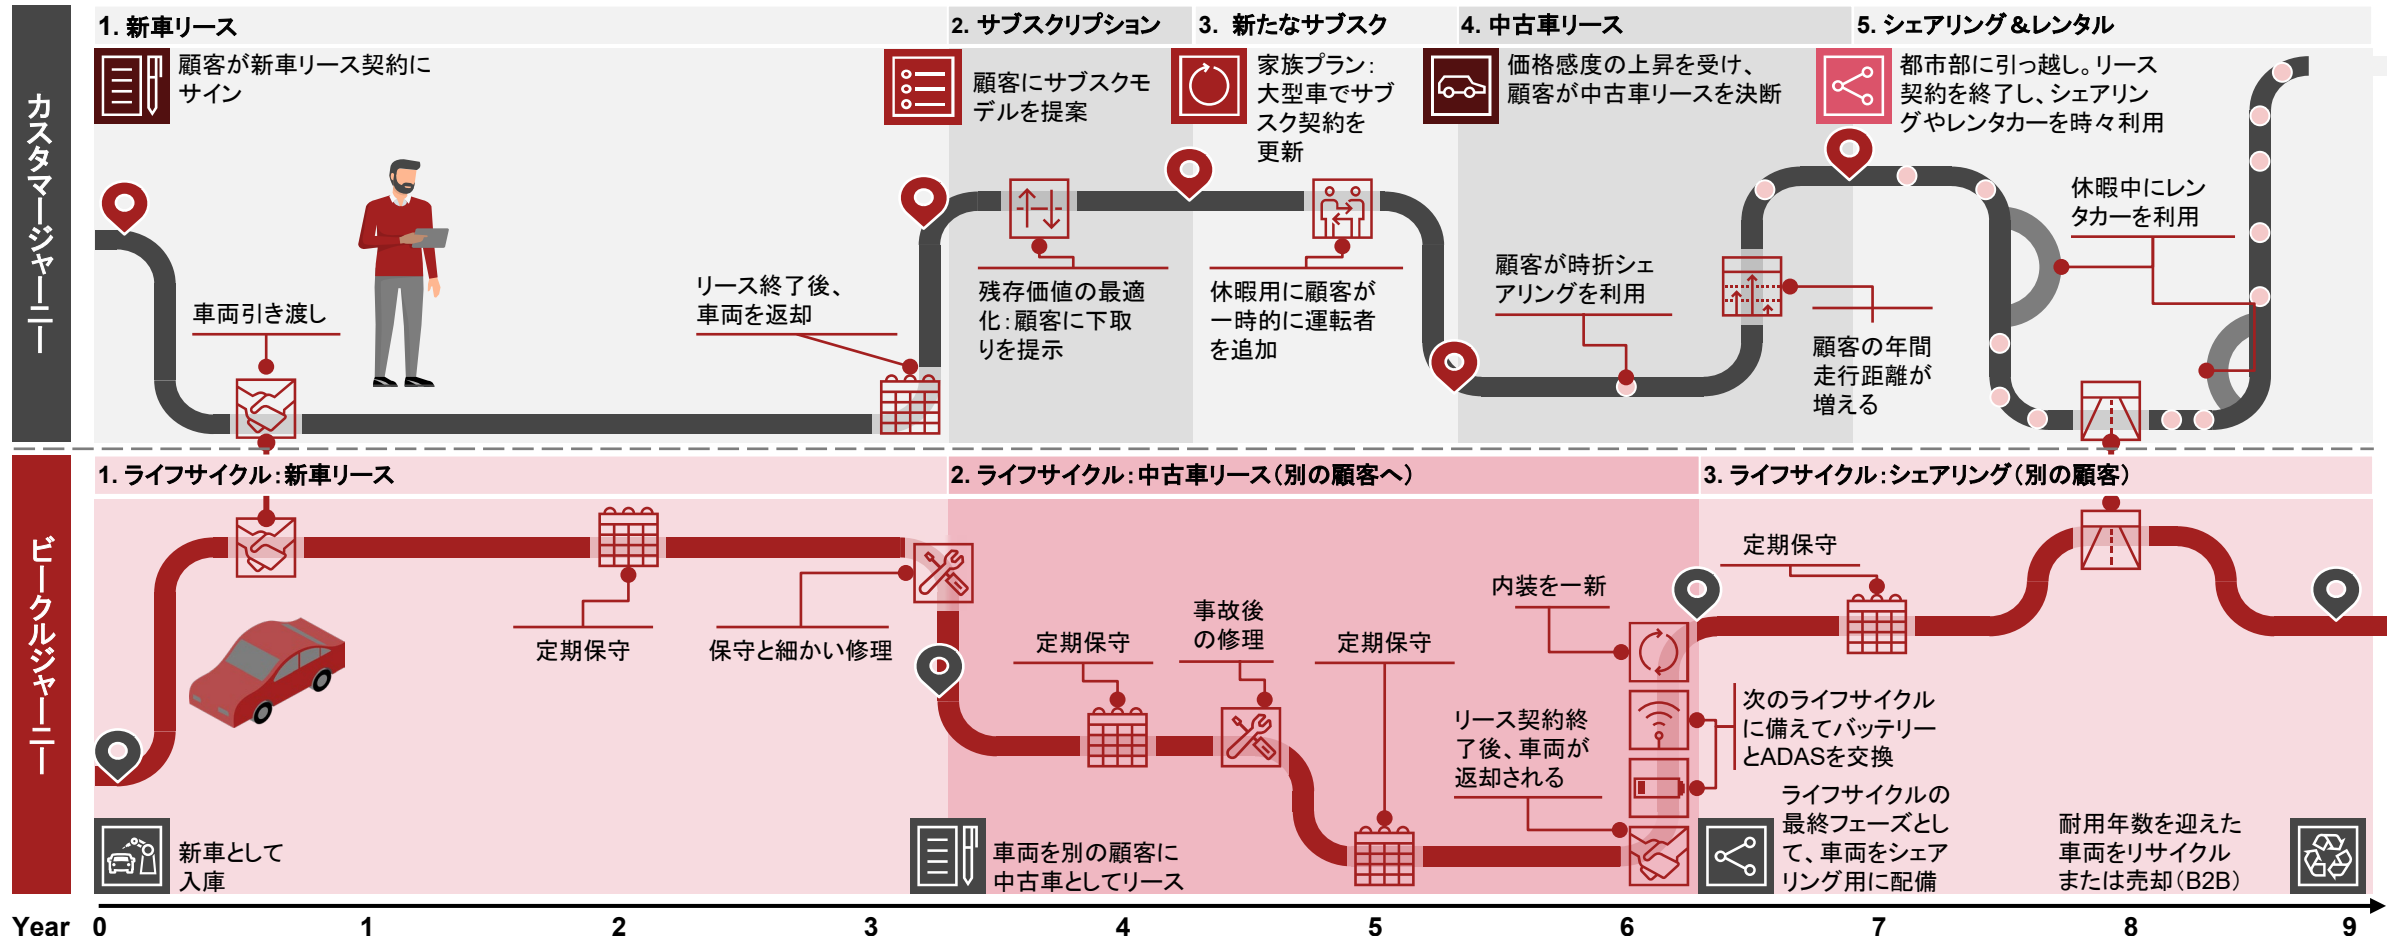 カスタマージャーニー
1. 新車リース
2. サブスクリプション
3. 新たなサブスク
4. 中古車リース
5. シェアリング＆レンタル
顧客が新車リース契約に
サイン
顧客にサブスクモ
デルを提案
家族プラン：
大型車でサブ
スク契約を
更新
価格感度の上昇を受け、
顧客が中古車リースを決断
都市部に引っ越し。リース
契約を終了し、シェアリン
グやレンタカーを時々利用
車両引き渡し
リース終了後、
車両を返却
残存価値の最適
化：顧客に下取
りを提示
休暇用に顧客が
一時的に運転者
を追加
顧客が時折シェ
アリングを利用
顧客の年間
走行距離が
増える
休暇中にレン
タカーを利用
ビークルジャーニー
1. ライフサイクル：新車リース
2. ライフサイクル：中古車リース（別の顧客へ）
3. ライフサイクル：シェアリング（別の顧客）
定期保守
保守と細かい修理
定期保守
事故後
の修理
定期保守
内装を一新
リース契約終
了後、車両が
返却される
定期保守
次のライフサイクル
に備えてバッテリー
とADASを交換
新車として
入庫
車両を別の顧客に
中古車としてリース
ライフサイクルの
最終フェーズとし
て、車両をシェア
リング用に配備
耐用年数を迎えた
車両をリサイクル
または売却（B2B）
Year 0 1 2 3 4 5 6 7 8 9